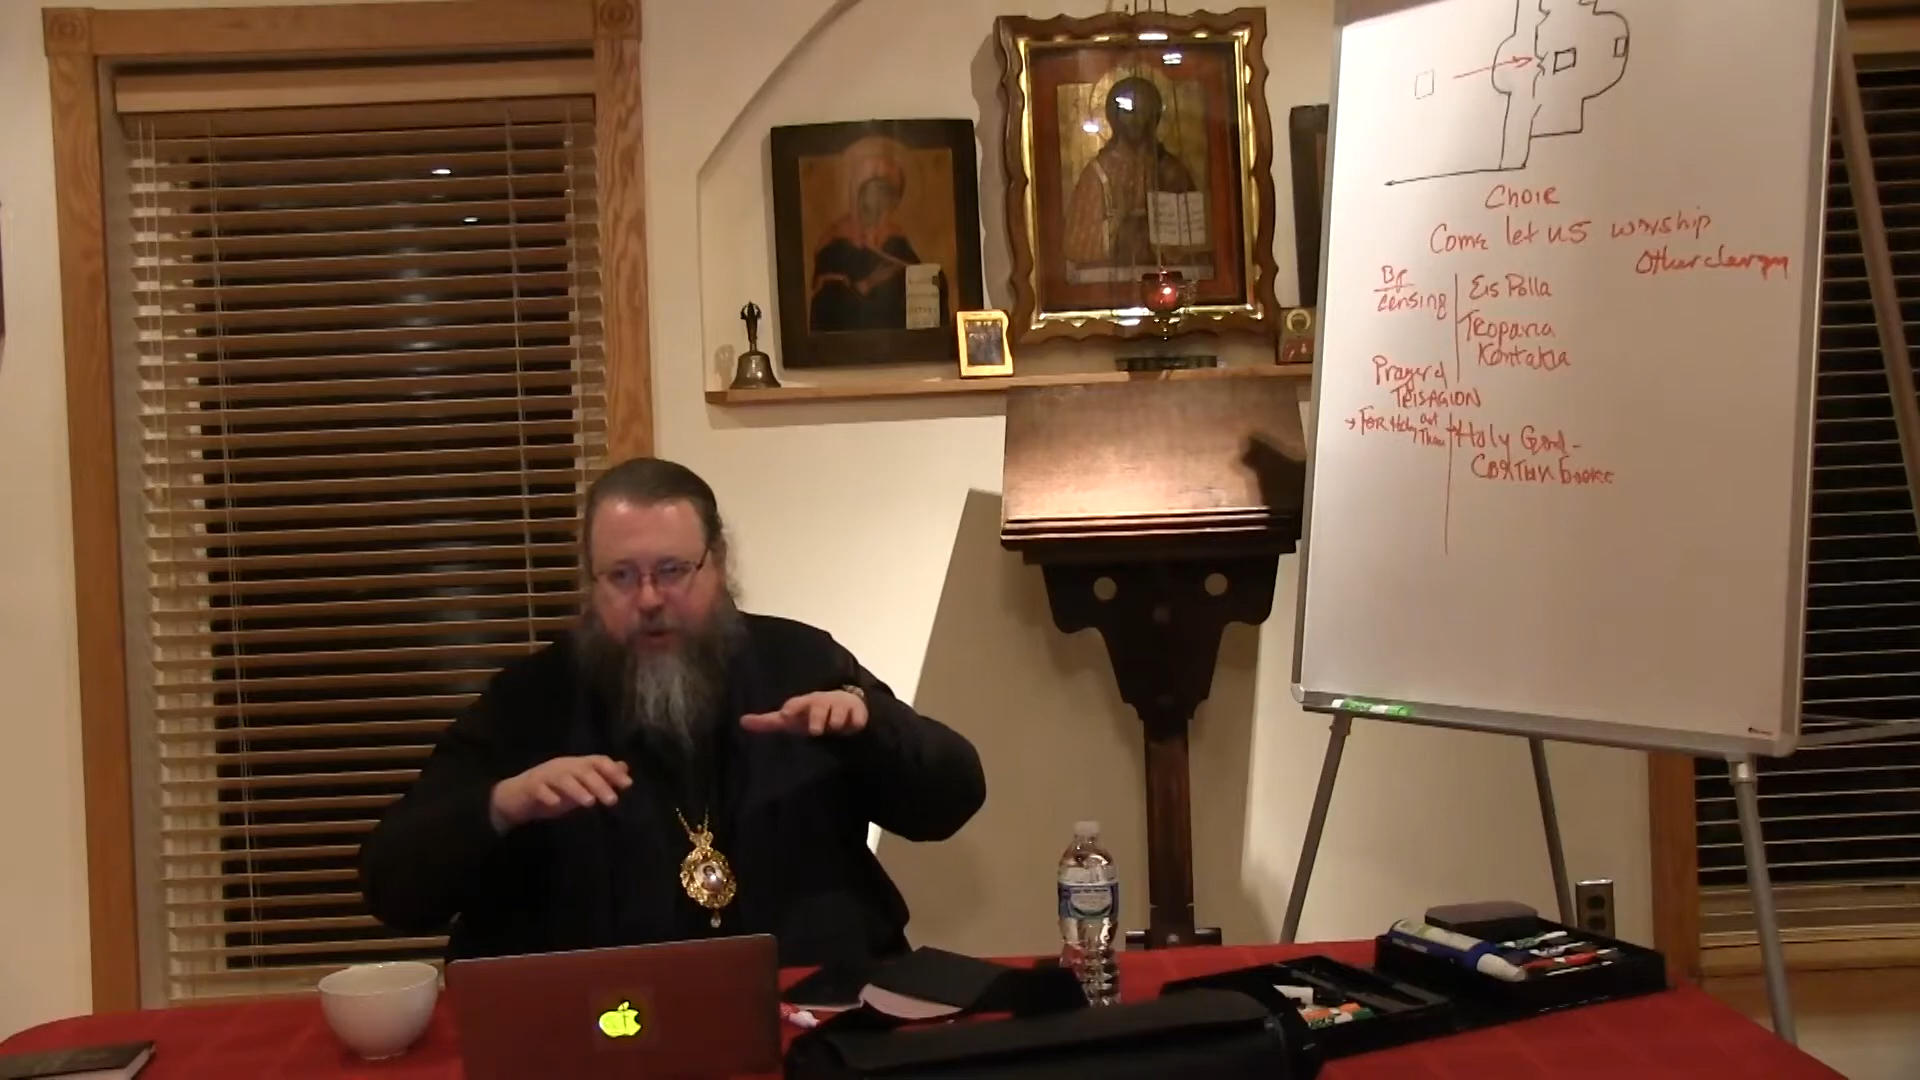 Choir
Come let us worship
Other clergy
Bp
censing
Eis Polla
Troparia
Kontakia
Prayer of
TRISAGION
→ FOR Holy art Thou
Holy God -
Святый Боже